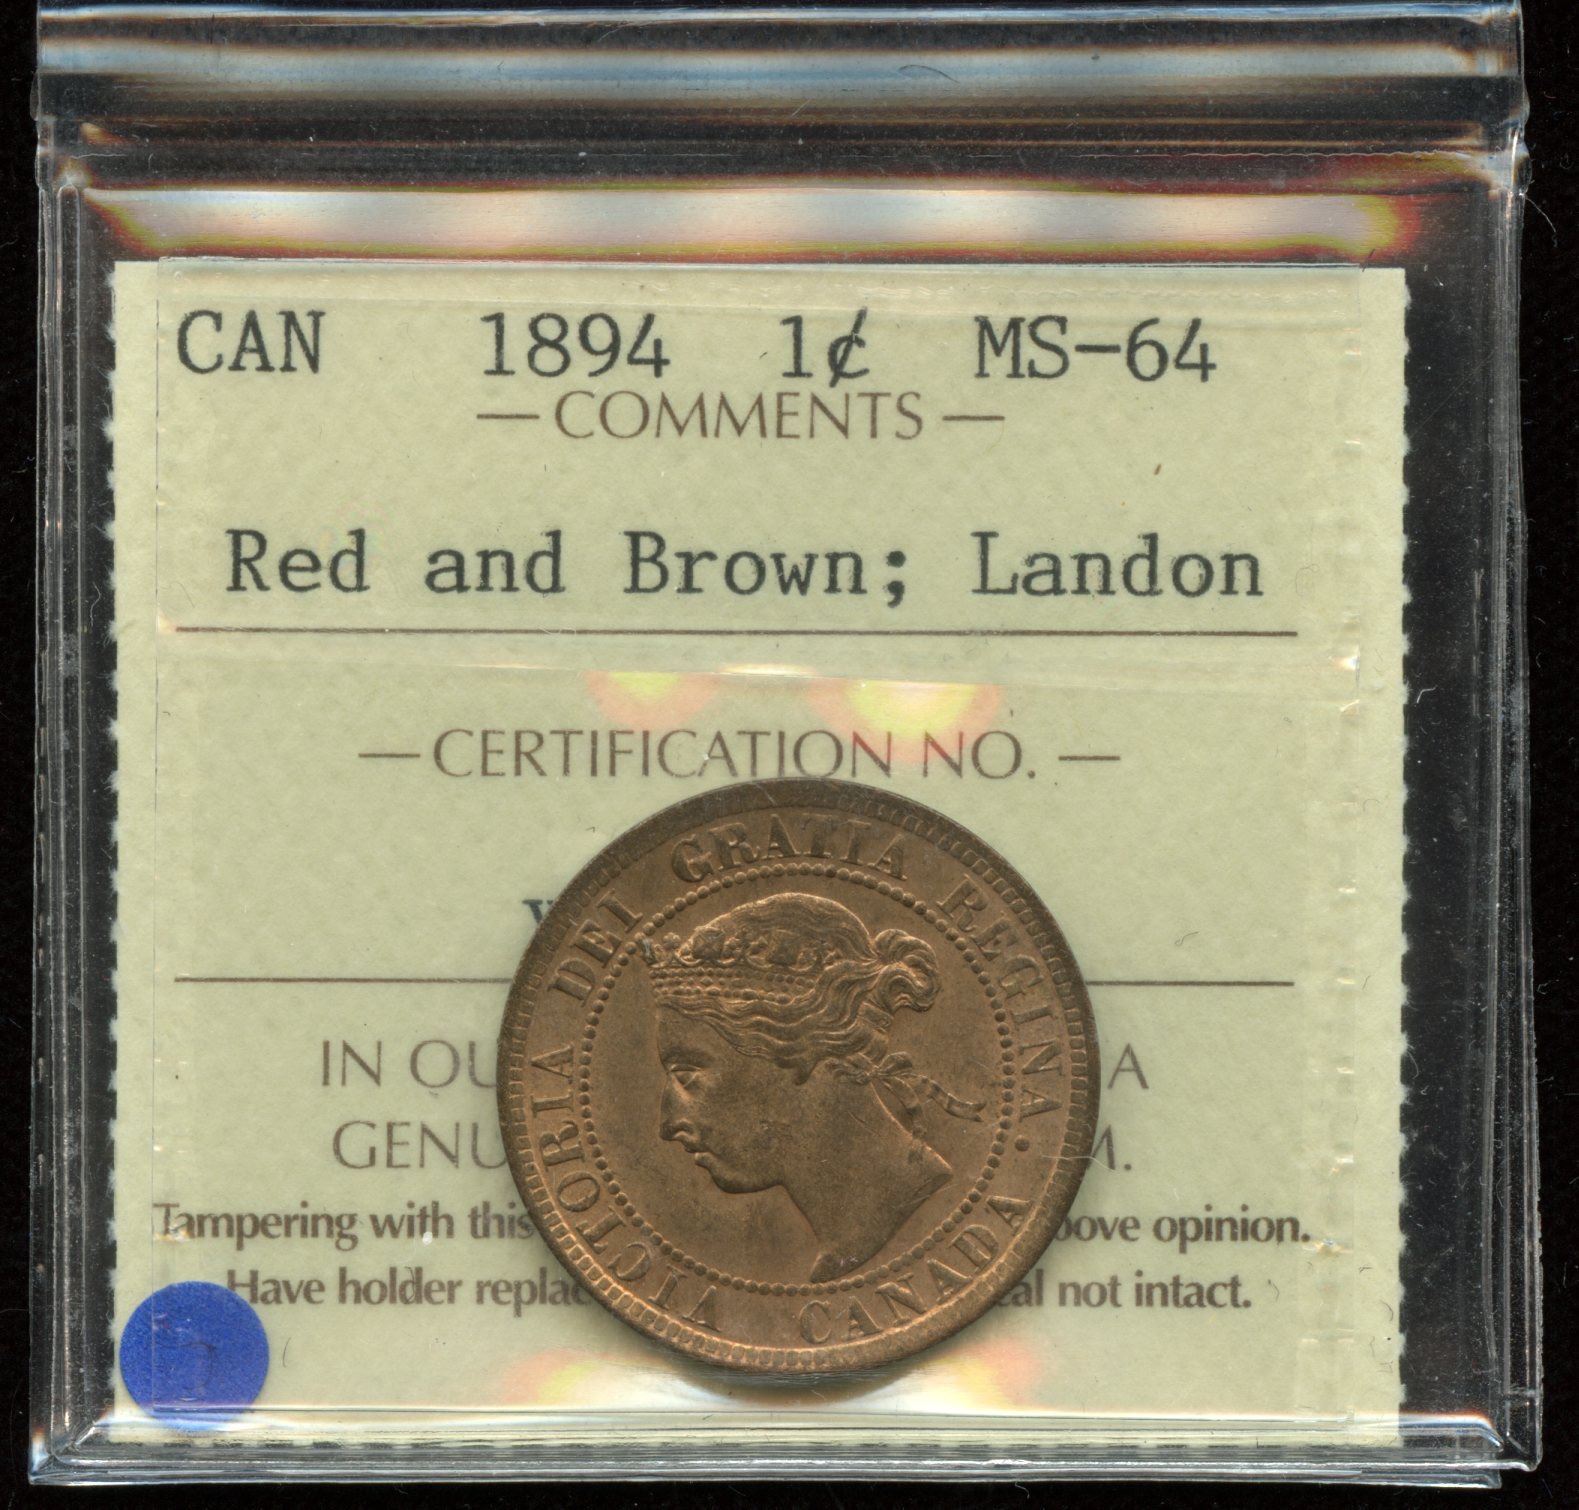 CAN 1894 1¢ MS-64
— COMMENTS —
Red and Brown; Landon
— CERTIFICATION NO. —
IN OU A
GENU M.
Tampering with this bove opinion.
Have holder replac al not intact.
VICTORIA DEI GRATIA REGINA. CANADA